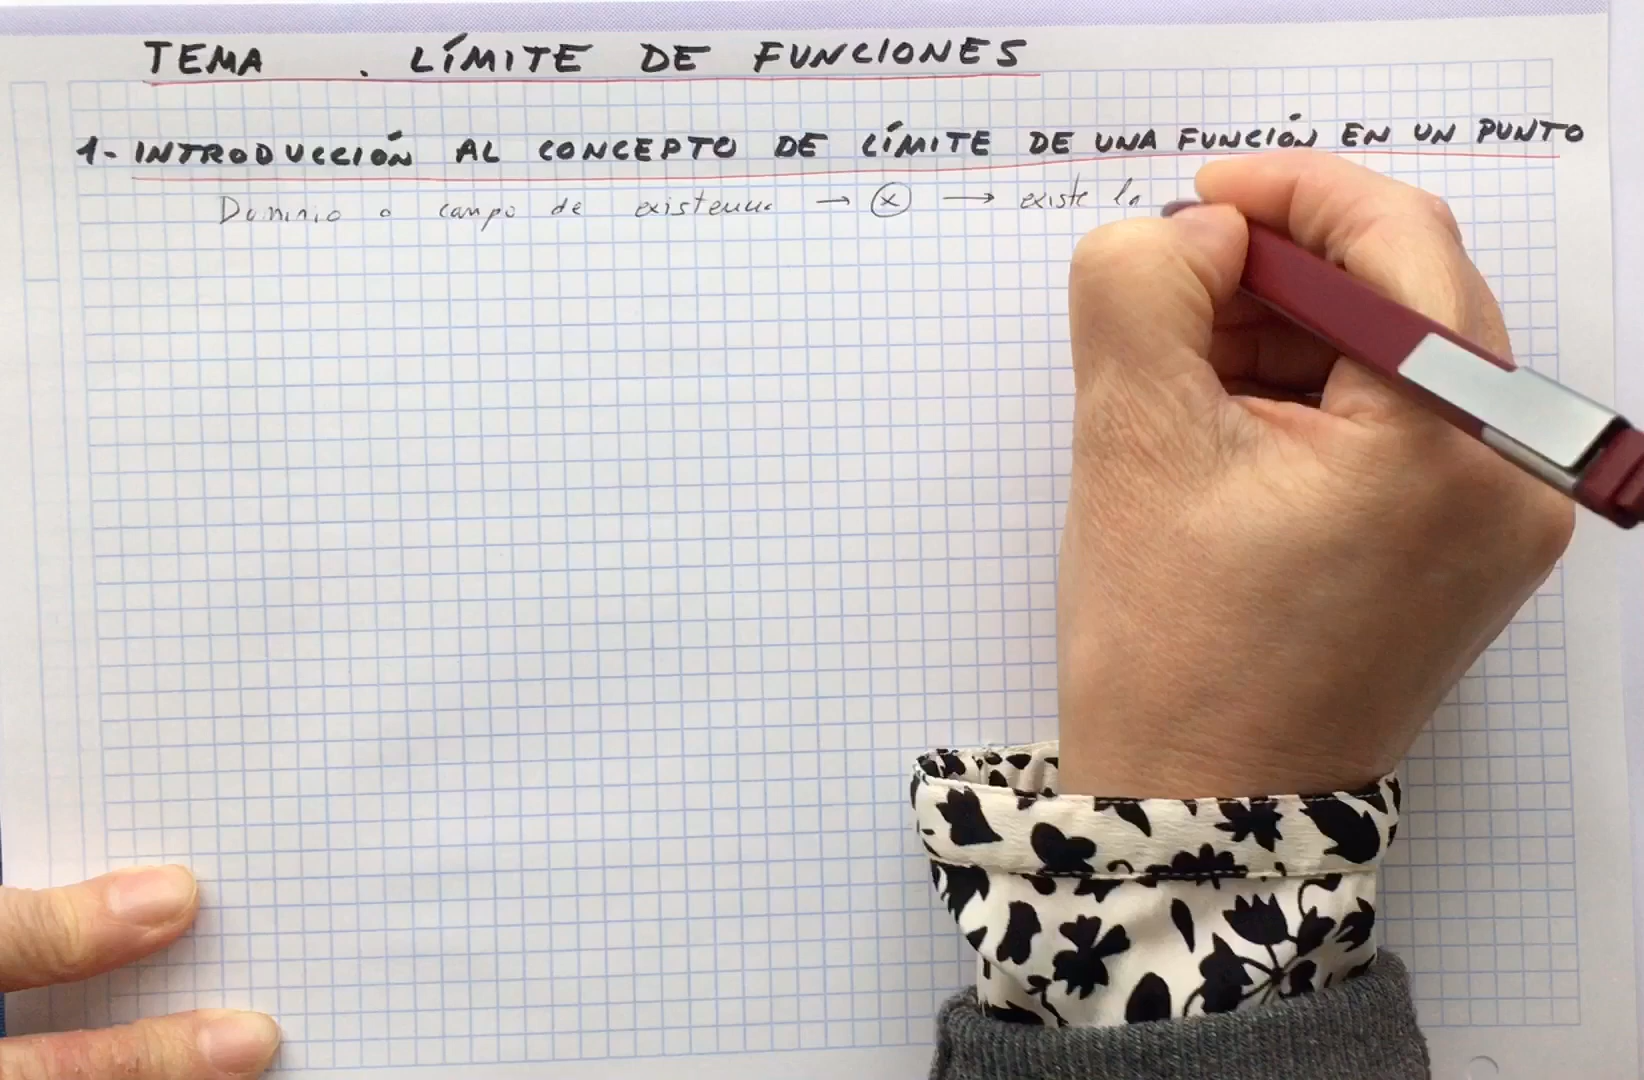 TEMA . LÍMITE DE FUNCIONES
1- INTRODUCCIÓN AL CONCEPTO DE LÍMITE DE UNA FUNCIÓN EN UN PUNTO
Dominio o campo de existencia → x → existe la